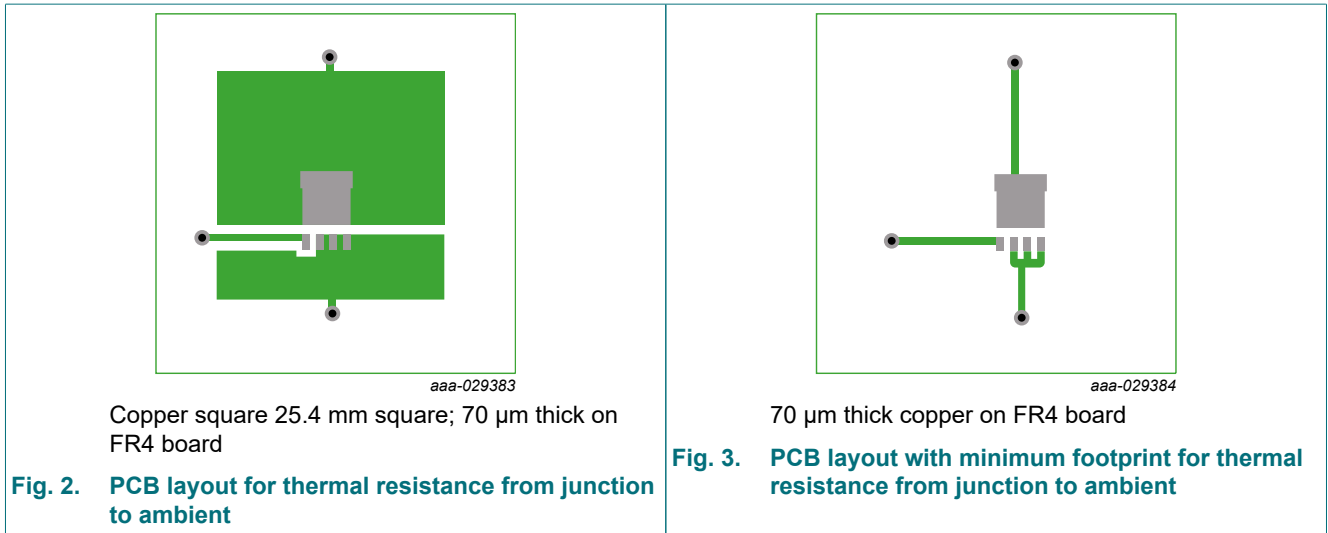 aaa-029383
Copper square 25.4 mm square; 70 µm thick on
FR4 board
Fig. 2. PCB layout for thermal resistance from junction
to ambient
aaa-029384
70 µm thick copper on FR4 board
Fig. 3. PCB layout with minimum footprint for thermal
resistance from junction to ambient